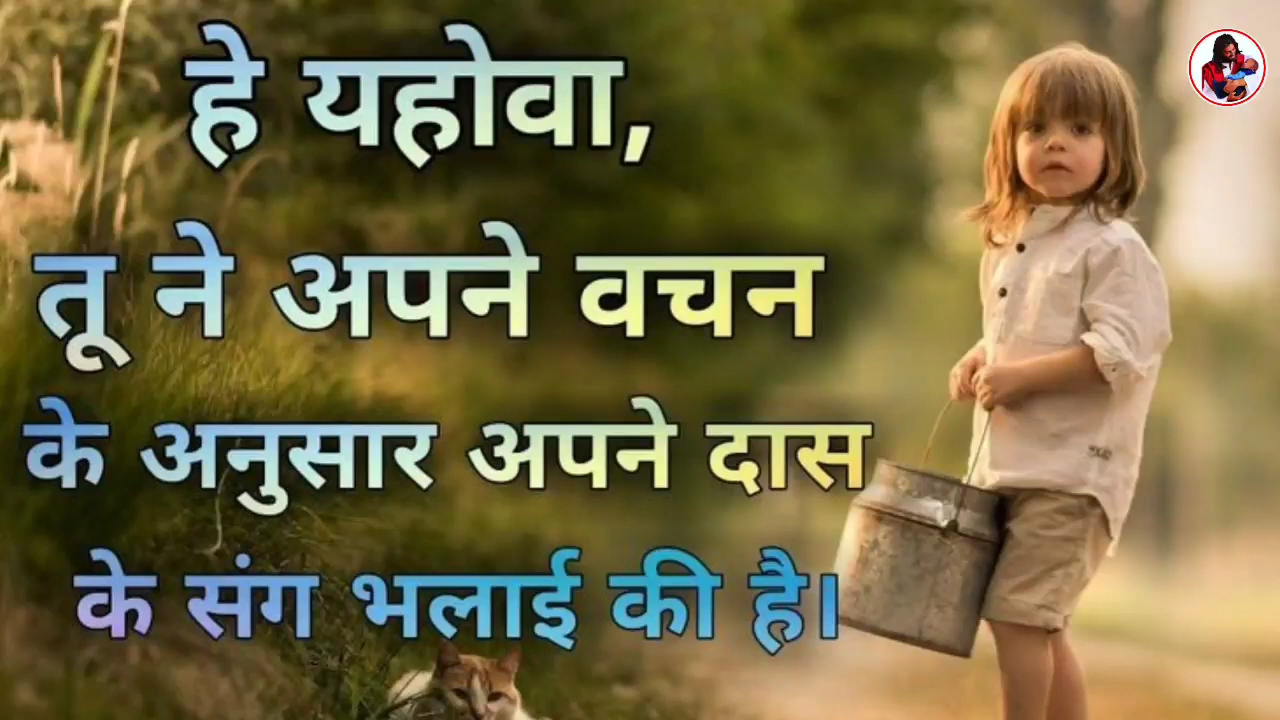 हे यहोवा,
तू ने अपने वचन
के अनुसार अपने दास
के संग भलाई की है।